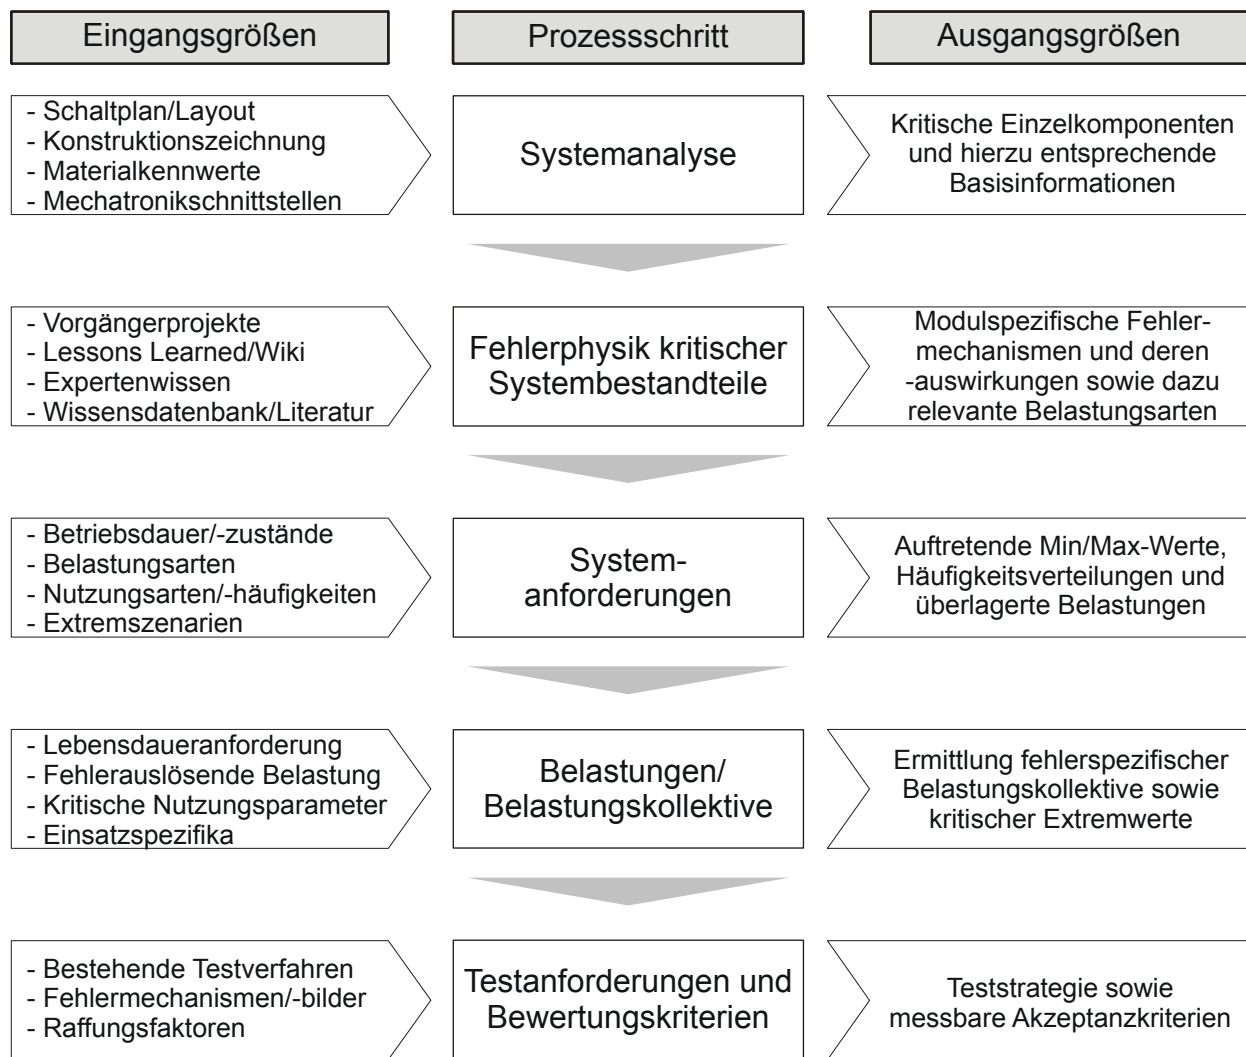 Eingangsgrößen
Prozessschritt
Ausgangsgrößen
- Schaltplan/Layout
- Konstruktionszeichnung
- Materialkennwerte
- Mechatronikschnittstellen
Systemanalyse
Kritische Einzelkomponenten
und hierzu entsprechende
Basisinformationen
- Vorgängerprojekte
- Lessons Learned/Wiki
- Expertenwissen
- Wissensdatenbank/Literatur
Fehlerphysik kritischer
Systembestandteile
Modulspezifische Fehler-
mechanismen und deren
-auswirkungen sowie dazu
relevante Belastungsarten
- Betriebsdauer/-zustände
- Belastungsarten
- Nutzungsarten/-häufigkeiten
- Extremszenarien
System-
anforderungen
Auftretende Min/Max-Werte,
Häufigkeitsverteilungen und
überlagerte Belastungen
- Lebensdaueranforderung
- Fehlerauslösende Belastung
- Kritische Nutzungsparameter
- Einsatzspezifika
Belastungen/
Belastungskollektive
Ermittlung fehlerspezifischer
Belastungskollektive sowie
kritischer Extremwerte
- Bestehende Testverfahren
- Fehlermechanismen/-bilder
- Raffungsfaktoren
Testanforderungen und
Bewertungskriterien
Teststrategie sowie
messbare Akzeptanzkriterien